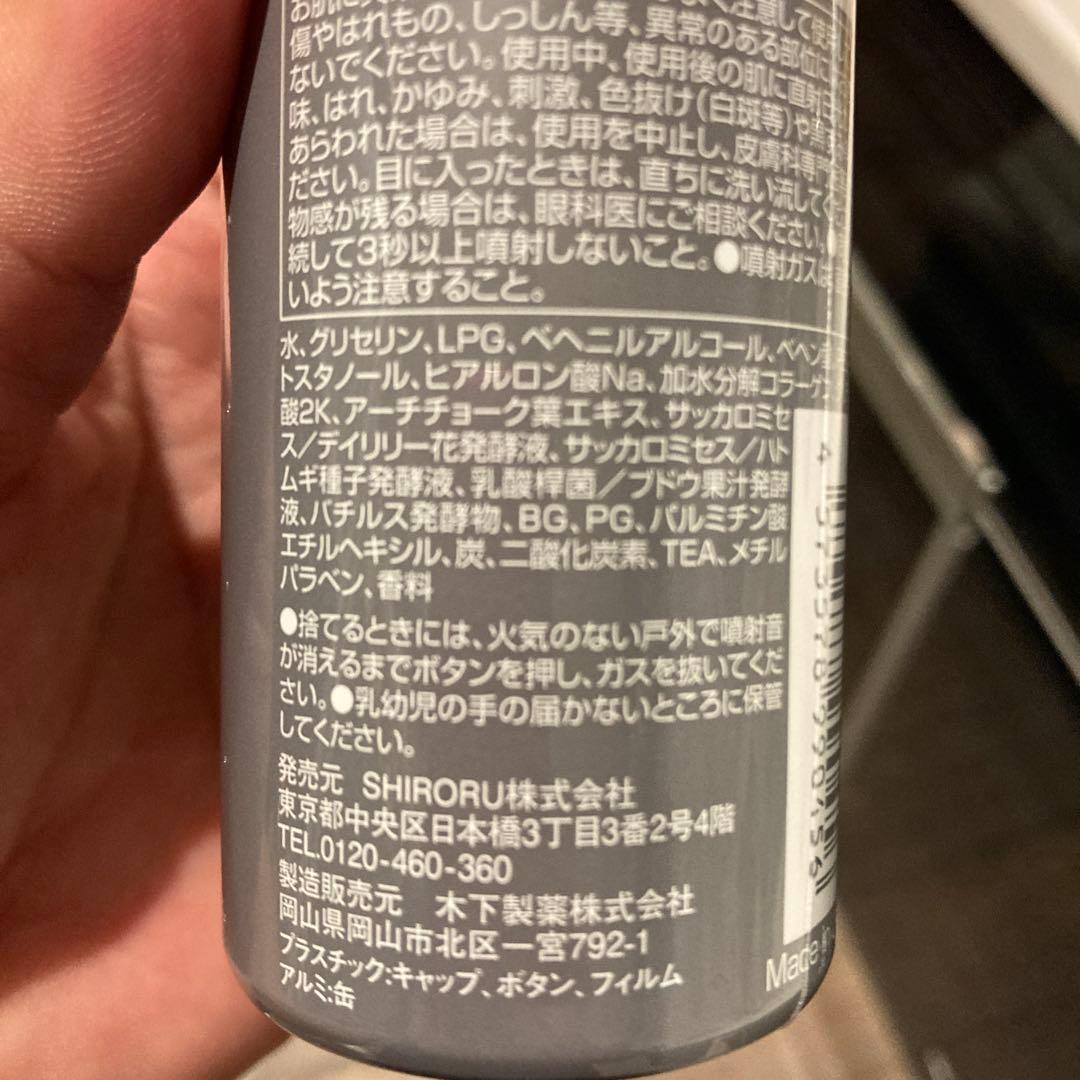 傷やはれもの、しっしん等、異常のある部位に
ないでください。使用中、使用後の肌に直射日
味、はれ、かゆみ、刺激、色抜け(白斑等)や黒
あらわれた場合は、使用を中止し、皮膚科専門
ださい。目に入ったときは、直ちに洗い流して
物感が残る場合は、眼科医にご相談ください。
続して3秒以上噴射しないこと。●噴射ガスは
いよう注意すること。
水、グリセリン、LPG、ベヘニルアルコール、ベヘン
トスタノール、ヒアルロン酸Na、加水分解コラーゲン
酸2K、アーチチョーク葉エキス、サッカロミセ
ス/デイリリー花発酵液、サッカロミセス/ハト
ムギ種子発酵液、乳酸桿菌/ブドウ果汁発酵
液、バチルス発酵物、BG、PG、パルミチン酸
エチルヘキシル、炭、二酸化炭素、TEA、メチル
パラベン、香料
●捨てるときには、火気のない戸外で噴射音
が消えるまでボタンを押し、ガスを抜いてくだ
さい。●乳幼児の手の届かないところに保管
してください。
発売元 SHIRORU株式会社
東京都中央区日本橋3丁目3番2号4階
TEL.0120-460-360
製造販売元 木下製薬株式会社
岡山県岡山市北区一宮792-1
プラスチック:キャップ、ボタン、フィルム
アルミ:缶
Made